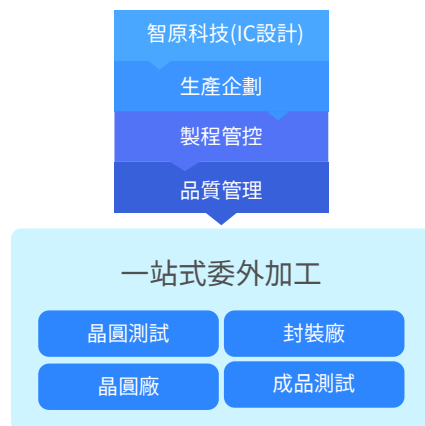 智原科技(IC設計)
生產企劃
製程管控
品質管理
一站式委外加工
晶圓測試
封裝廠
晶圓廠
成品測試